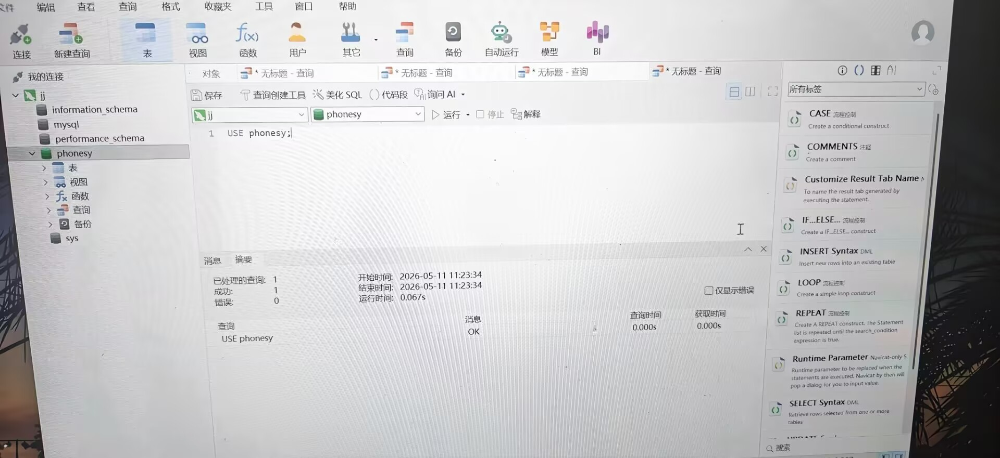 文件 编辑 查看 查询 格式 收藏夹 工具 窗口 帮助
连接 新建查询 表 视图 函数 用户 其它 查询 备份 自动运行 模型 BI
我的连接
jj
information_schema
mysql
performance_schema
phonesy
表
视图
函数
查询
备份
sys
对象 * 无标题 - 查询 * 无标题 - 查询 * 无标题 - 查询 * 无标题 - 查询
保存 查询创建工具 美化 SQL () 代码段 询问 AI
jj phonesy 运行 停止 解释
1 USE phonesy;
消息 摘要
已处理的查询: 1
成功: 1
错误: 0
开始时间: 2026-05-11 11:23:34
结束时间: 2026-05-11 11:23:34
运行时间: 0.067s
仅显示错误
查询 消息 查询时间 获取时间
USE phonesy OK 0.000s 0.000s
AI
所有标签
CASE 流程控制
Create a conditional construct
COMMENTS 注释
Create a comment
Customize Result Tab Name
To name the result tab generated by
executing the statement.
IF...ELSE... 流程控制
Create a IF...ELSE... construct
INSERT Syntax DML
Insert new rows into an existing table
LOOP 流程控制
Create a simple loop construct
REPEAT 流程控制
Create A REPEAT construct. The Statement
list is repeated until the search_condition
expression is true.
Runtime Parameter Navicat-only S
Runtime parameter to be replaced when the
statements are executed. Navicat by then will
pop a dialog for you to input value.
SELECT Syntax DML
Retrieve rows selected from one or more
tables
搜索